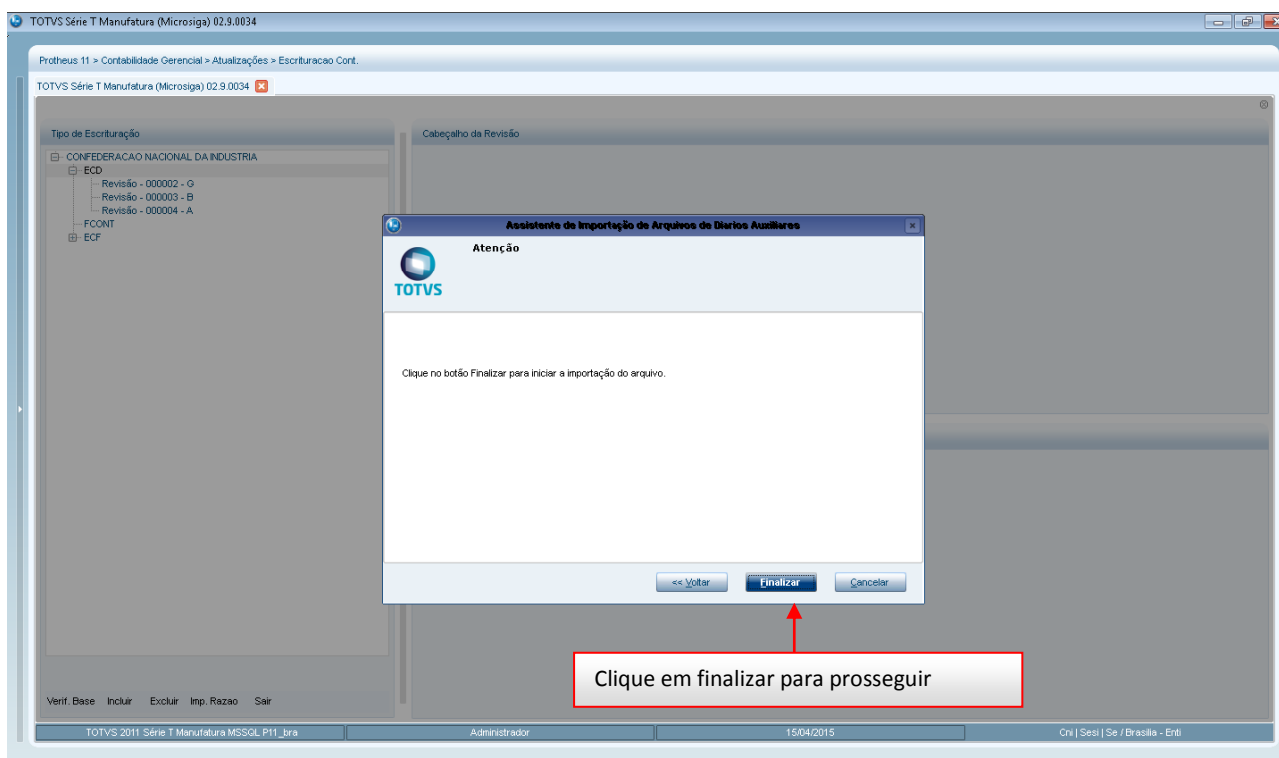 TOTVS Série T Manufatura (Microsiga) 02.9.0034
Protheus 11 > Contabilidade Gerencial > Atualizações > Escrituracao Cont.
TOTVS Série T Manufatura (Microsiga) 02.9.0034
Tipo de Escrituração
Cabeçalho da Revisão
CONFEDERACAO NACIONAL DA INDUSTRIA
ECD
Revisão - 000002 - G
Revisão - 000003 - B
Revisão - 000004 - A
FCONT
ECF
Assistente de Importação de Arquivos de Diarios Auxiliares
Atenção
TOTVS
Clique no botão Finalizar para iniciar a importação do arquivo.
<< Voltar
Finalizar
Cancelar
Clique em finalizar para prosseguir
Verif. Base Incluir Excluir Imp. Razao Sair
TOTVS 2011 Série T Manufatura MSSQL P11_bra
Administrador
15/04/2015
Cni | Sesi | Se / Brasilia - Enti